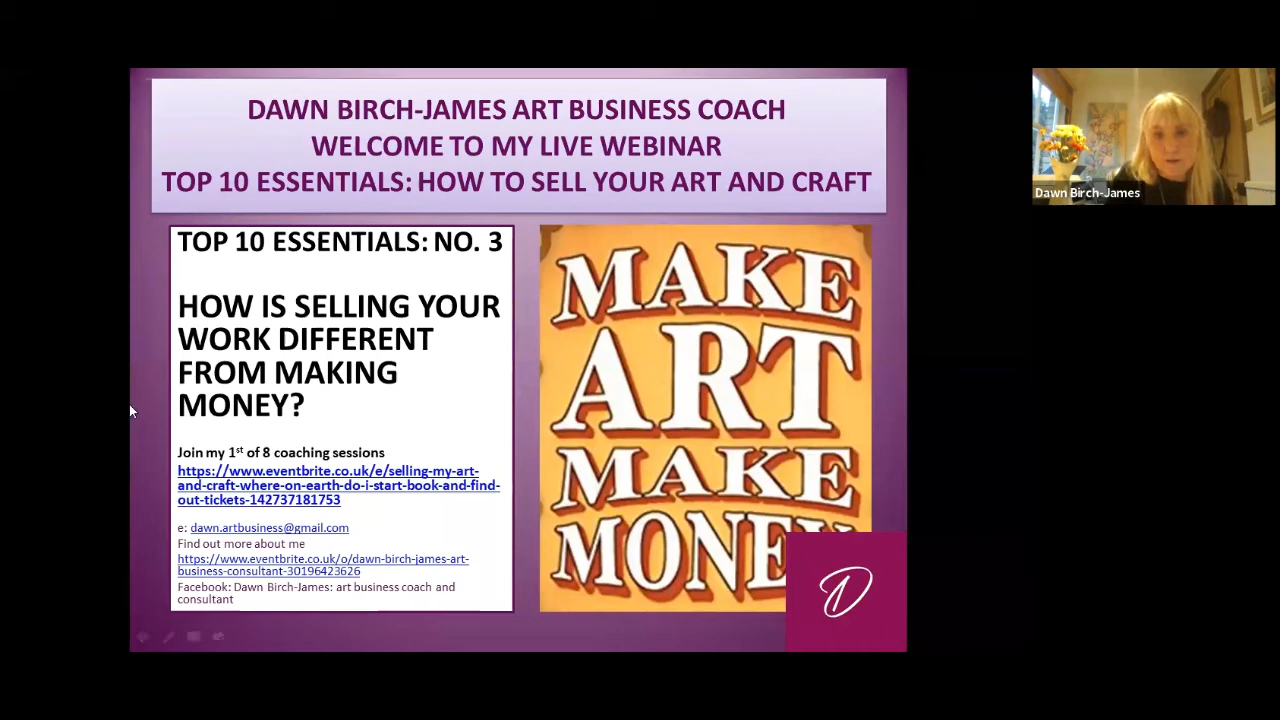 DAWN BIRCH-JAMES ART BUSINESS COACH
WELCOME TO MY LIVE WEBINAR
TOP 10 ESSENTIALS: HOW TO SELL YOUR ART AND CRAFT
TOP 10 ESSENTIALS: NO. 3
HOW IS SELLING YOUR
WORK DIFFERENT
FROM MAKING
MONEY?
Join my 1st of 8 coaching sessions
https://www.eventbrite.co.uk/e/selling-my-art-
and-craft-where-on-earth-do-i-start-book-and-find-
out-tickets-142737181753
e: dawn.artbusiness@gmail.com
Find out more about me
https://www.eventbrite.co.uk/o/dawn-birch-james-art-
business-consultant-30196423626
Facebook: Dawn Birch-James: art business coach and
consultant
MAKE
ART
MAKE
MONEY
D
Dawn Birch-James